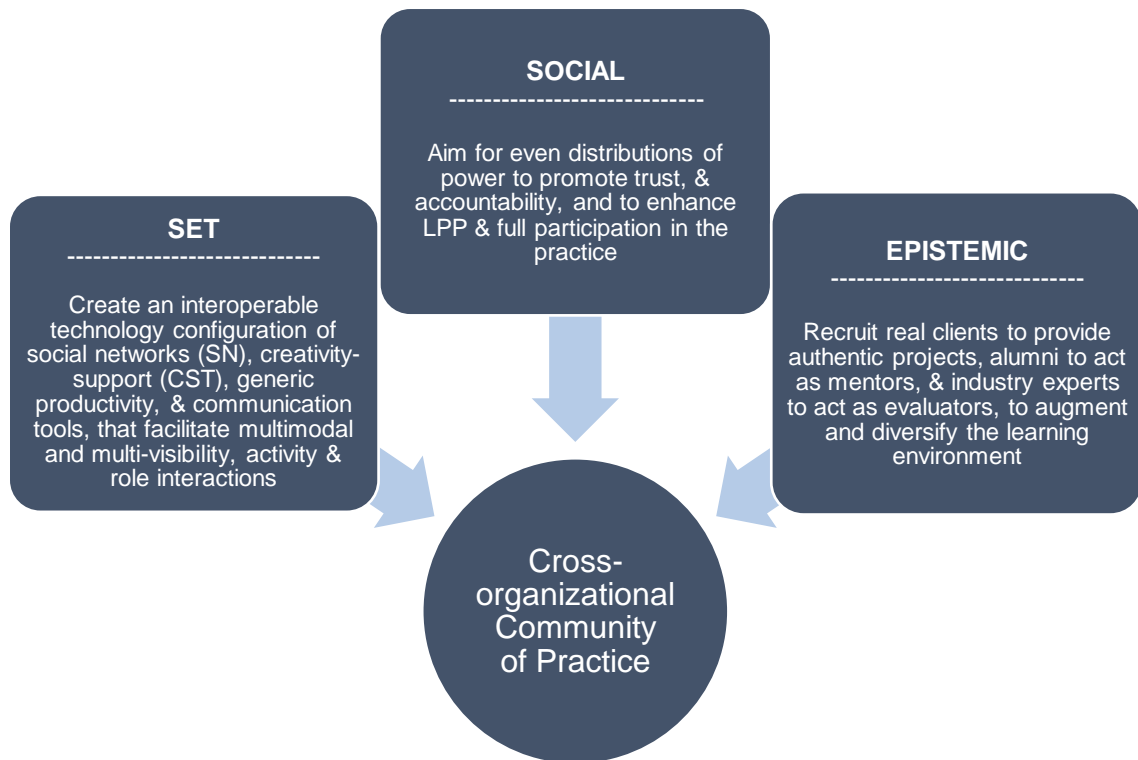 SET
-----------------------------
Create an interoperable
technology configuration of
social networks (SN), creativity-
support (CST), generic
productivity, & communication
tools, that facilitate multimodal
and multi-visibility, activity &
role interactions
SOCIAL
-----------------------------
Aim for even distributions of
power to promote trust, &
accountability, and to enhance
LPP & full participation in the
practice
EPISTEMIC
-----------------------------
Recruit real clients to provide
authentic projects, alumni to act
as mentors, & industry experts
to act as evaluators, to augment
and diversify the learning
environment
Cross-
organizational
Community
of Practice